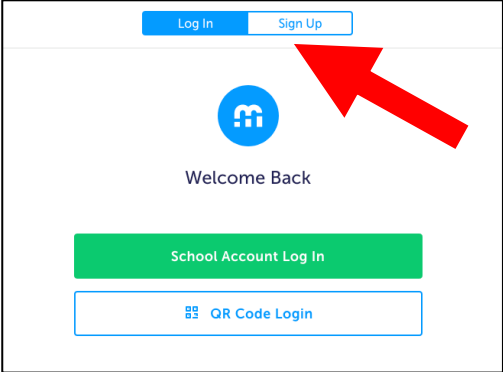 Log In Sign Up
Welcome Back
School Account Log In
QR Code Login